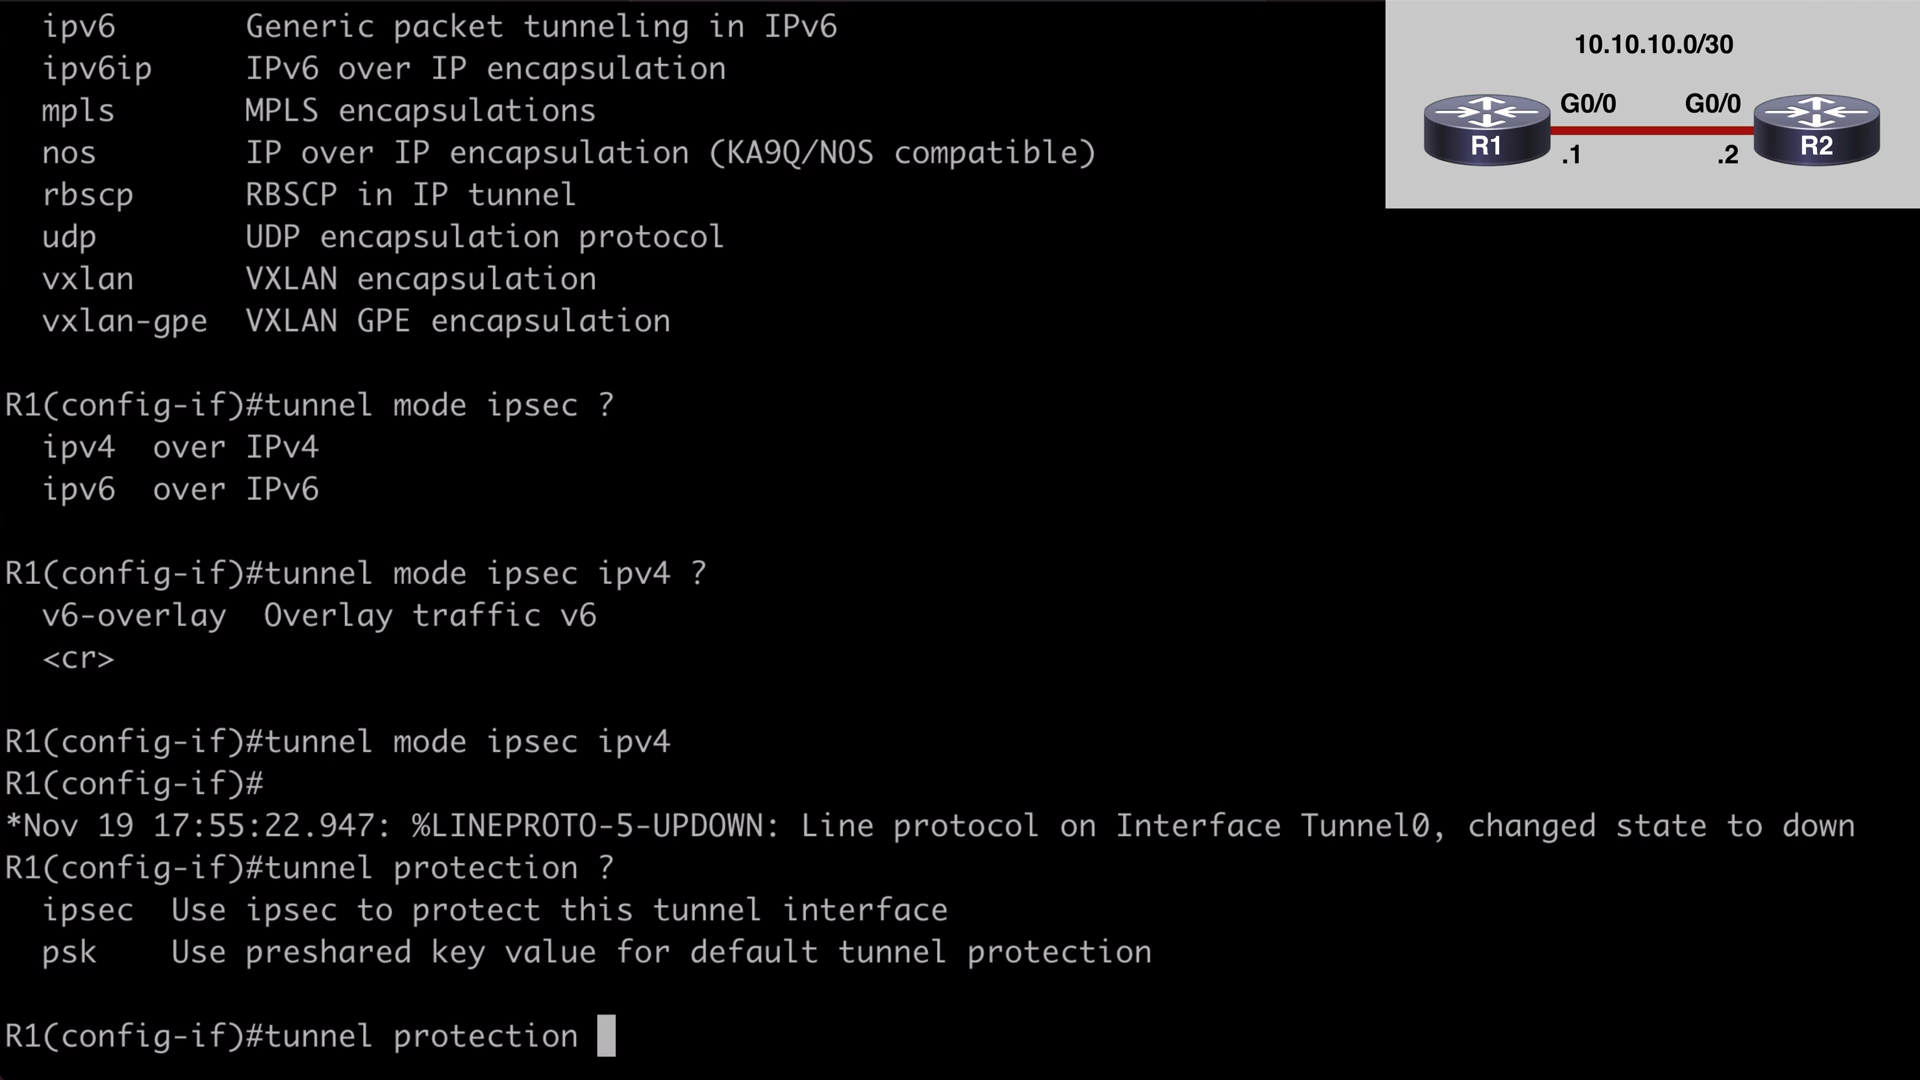 ipv6       Generic packet tunneling in IPv6
ipv6ip     IPv6 over IP encapsulation
mpls       MPLS encapsulations
nos        IP over IP encapsulation (KA9Q/NOS compatible)
rbscp      RBSCP in IP tunnel
udp        UDP encapsulation protocol
vxlan      VXLAN encapsulation
vxlan-gpe  VXLAN GPE encapsulation
R1(config-if)#tunnel mode ipsec ?
ipv4  over IPv4
ipv6  over IPv6
R1(config-if)#tunnel mode ipsec ipv4 ?
v6-overlay  Overlay traffic v6
<cr>
R1(config-if)#tunnel mode ipsec ipv4
R1(config-if)#
*Nov 19 17:55:22.947: %LINEPROTO-5-UPDOWN: Line protocol on Interface Tunnel0, changed state to down
R1(config-if)#tunnel protection ?
ipsec  Use ipsec to protect this tunnel interface
psk    Use preshared key value for default tunnel protection
R1(config-if)#tunnel protection
10.10.10.0/30
G0/0 G0/0
R1 .1 .2 R2